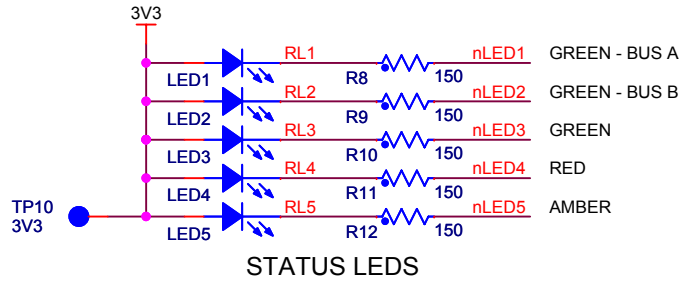 3V3
RL1 nLED1 GREEN - BUS A
LED1 R8 150
RL2 nLED2 GREEN - BUS B
LED2 R9 150
RL3 nLED3 GREEN
LED3 R10 150
RL4 nLED4 RED
LED4 R11 150
TP10
3V3
RL5 nLED5 AMBER
LED5 R12 150
STATUS LEDS